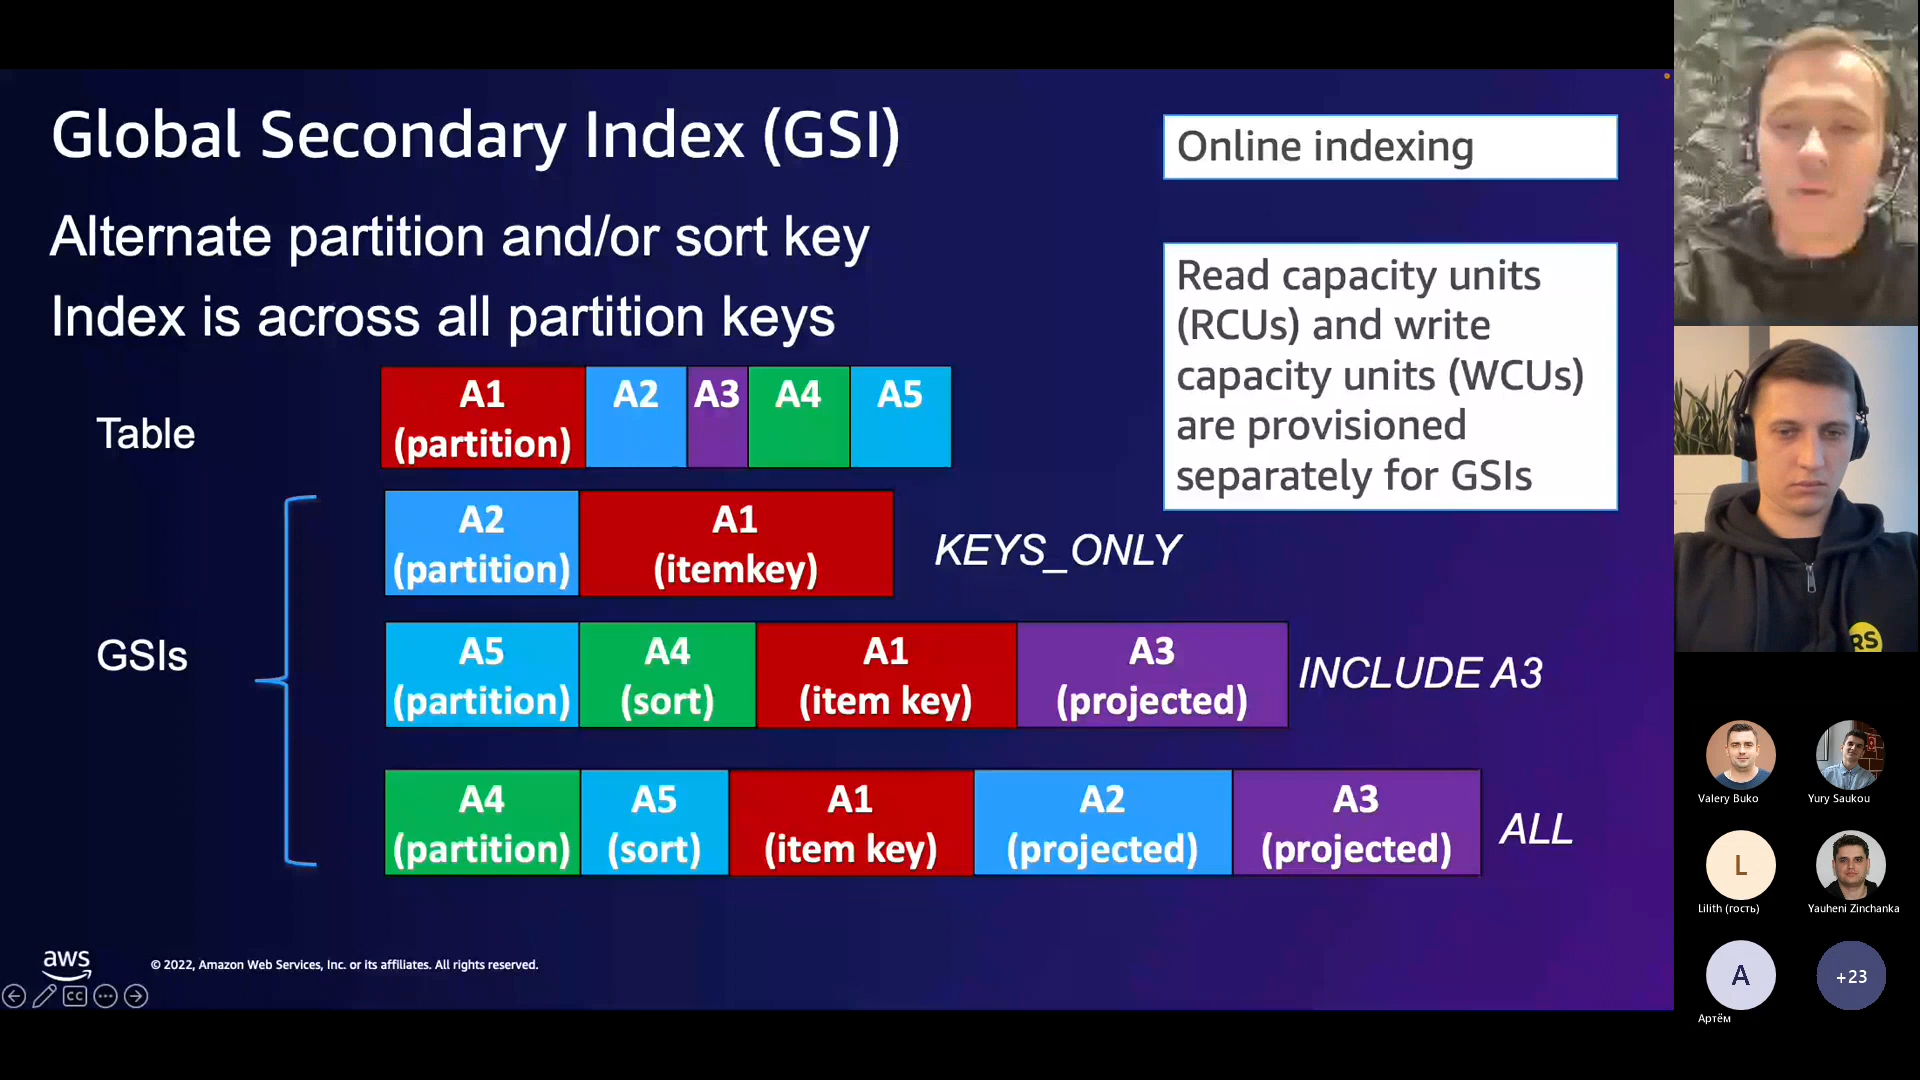 Global Secondary Index (GSI)
Alternate partition and/or sort key
Index is across all partition keys
Online indexing
Read capacity units
(RCUs) and write
capacity units (WCUs)
are provisioned
separately for GSIs
Table
A1
(partition)
A2
A3
A4
A5
GSIs
A2
(partition)
A1
(itemkey)
KEYS_ONLY
A5
(partition)
A4
(sort)
A1
(item key)
A3
(projected)
INCLUDE A3
A4
(partition)
A5
(sort)
A1
(item key)
A2
(projected)
A3
(projected)
ALL
aws
© 2022, Amazon Web Services, Inc. or its affiliates. All rights reserved.
CC
RS
Valery Buko
Yury Saukou
L
Lilith (гость)
Yauheni Zinchanka
A
Артём
+23